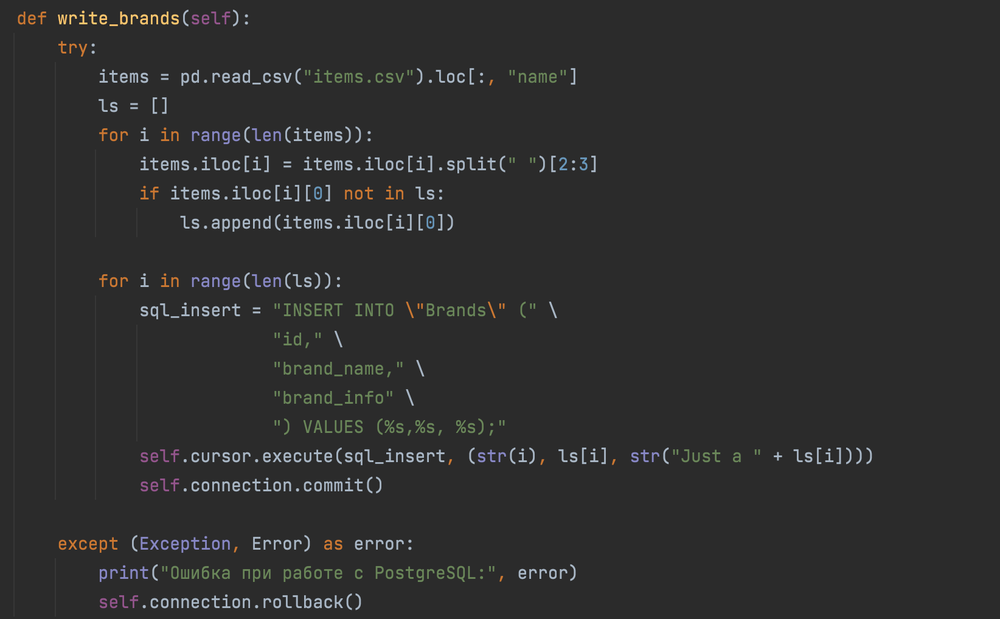 def write_brands(self):
    try:
        items = pd.read_csv("items.csv").loc[:, "name"]
        ls = []
        for i in range(len(items)):
            items.iloc[i] = items.iloc[i].split(" ")[2:3]
            if items.iloc[i][0] not in ls:
                ls.append(items.iloc[i][0])

        for i in range(len(ls)):
            sql_insert = "INSERT INTO \"Brands\" (" \
                         "id," \
                         "brand_name," \
                         "brand_info" \
                         ") VALUES (%s,%s, %s);"
            self.cursor.execute(sql_insert, (str(i), ls[i], str("Just a " + ls[i])))
            self.connection.commit()

    except (Exception, Error) as error:
        print("Ошибка при работе с PostgreSQL:", error)
        self.connection.rollback()